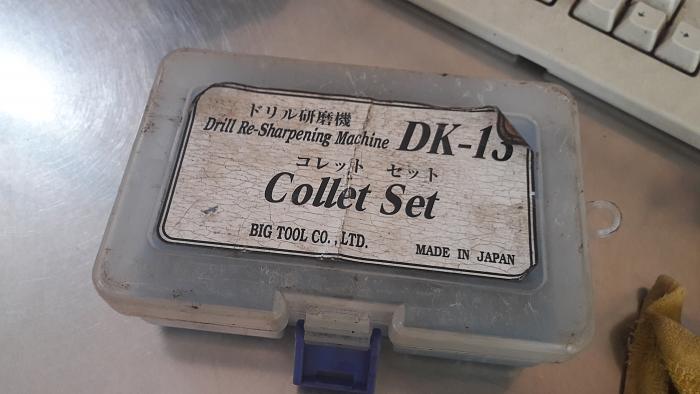 ドリル研磨機
Drill Re-Sharpening Machine DK-13
コレット セット
Collet Set
BIG TOOL CO.,LTD.
MADE IN JAPAN